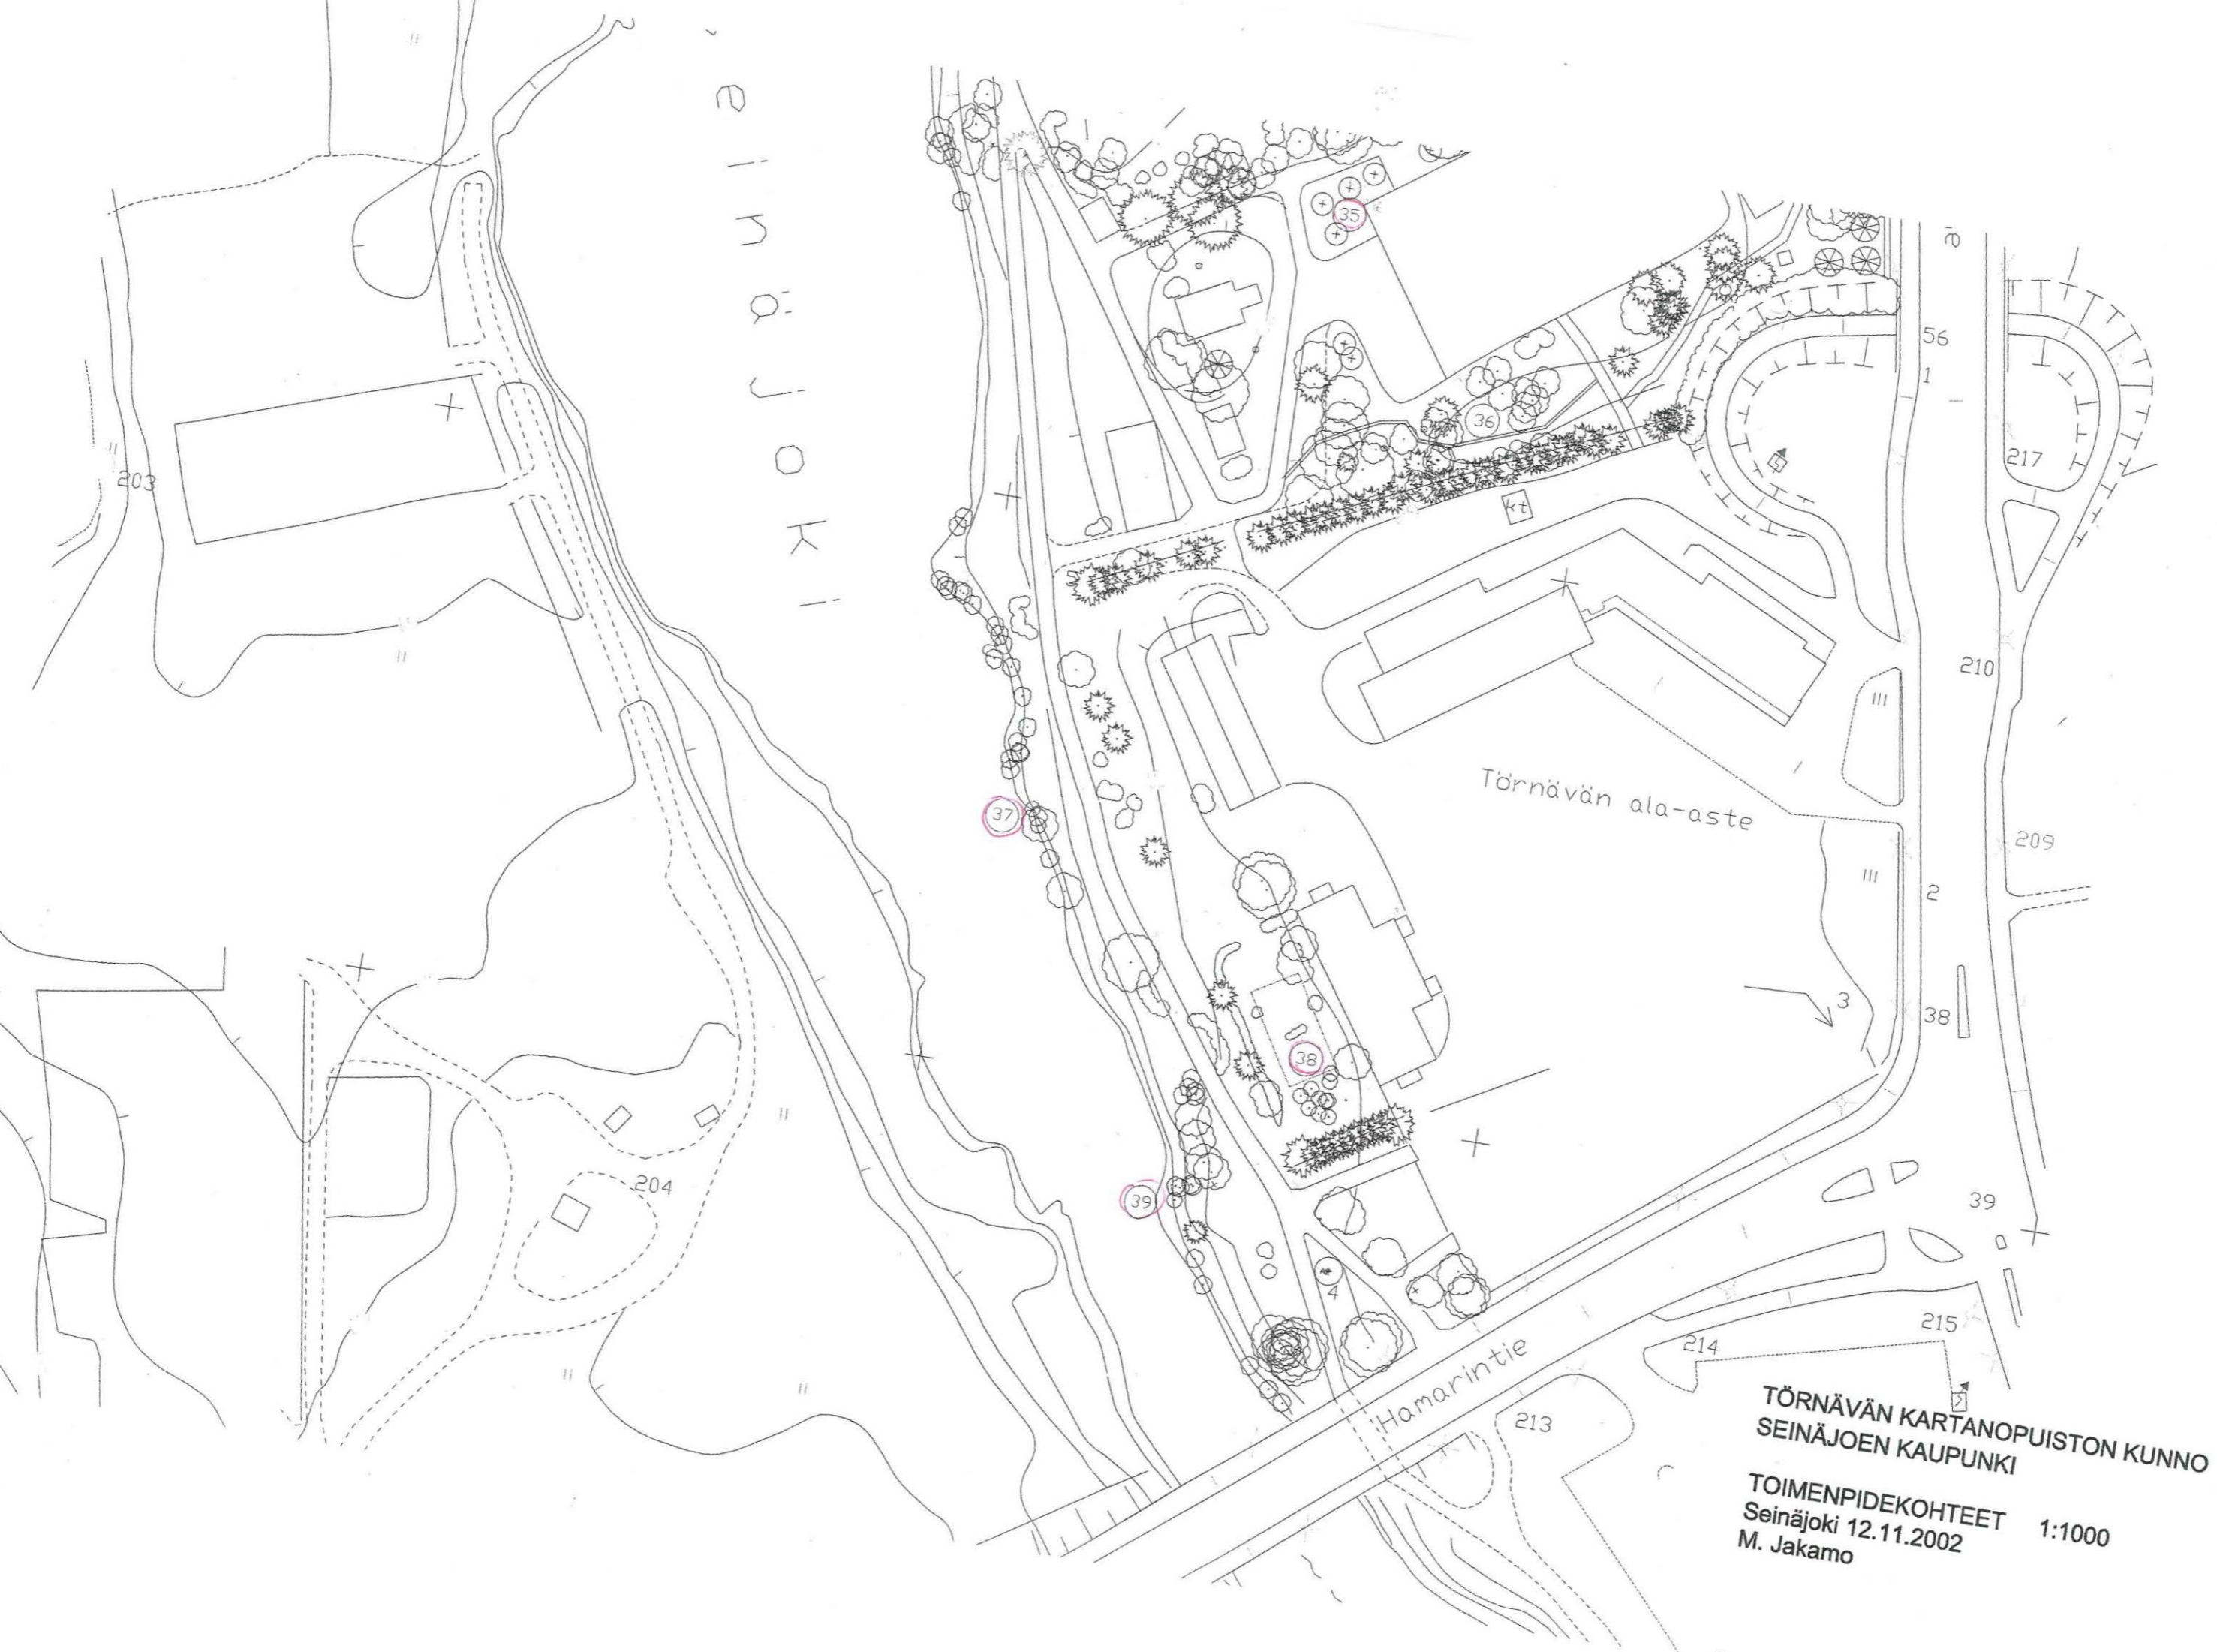 einäjoki
35
36
kt
56
1
217
203
210
37
Törnävän ala-aste
209
2
3
38
38
204
39
39
4
215
214
Hamarintie
213
TÖRNÄVÄN KARTANOPUISTON KUNNO
SEINÄJOEN KAUPUNKI
TOIMENPIDEKOHTEET 1:1000
Seinäjoki 12.11.2002
M. Jakamo